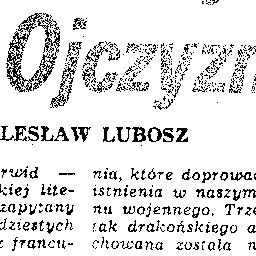 Ojczyzn
LESŁAW LUBOSZ
rwid —
kiej lite-
zapytany
dziestych
z francu-
nia, które doprowad
istnienia w naszym
nu wojennego. Trze
tak drakońskiego a
chowana została n